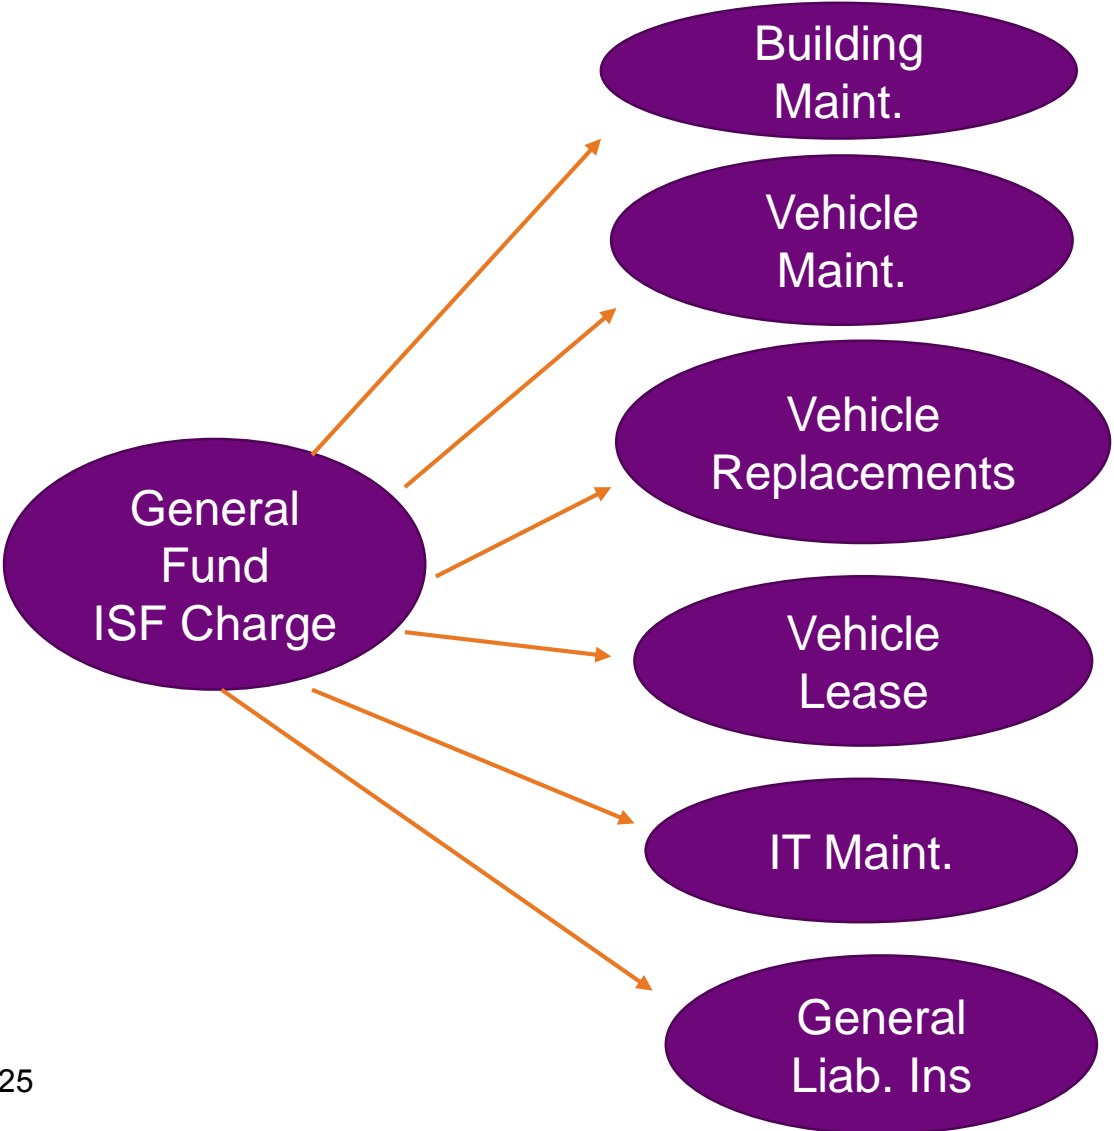 Building
Maint.
Vehicle
Maint.
Vehicle
Replacements
General
Fund
ISF Charge
Vehicle
Lease
IT Maint.
General
Liab. Ins
25